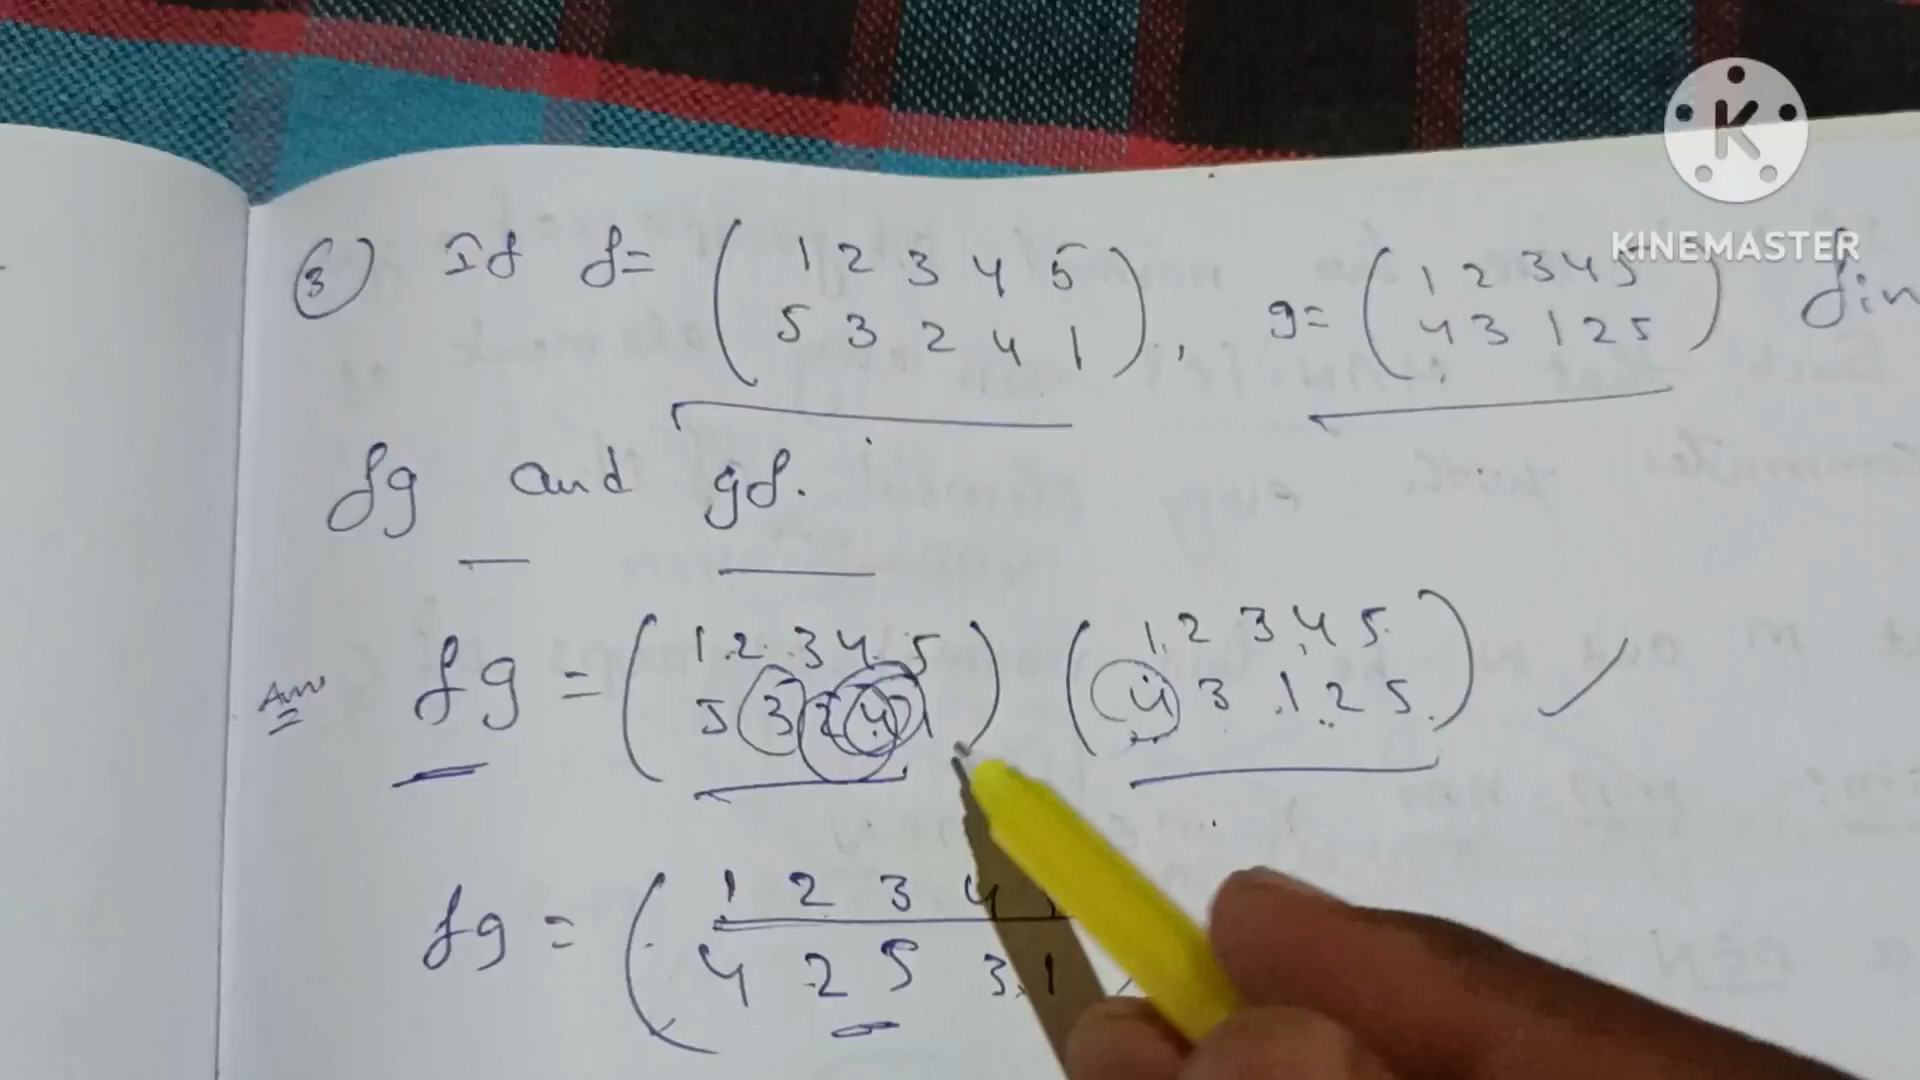 KINEMASTER
(3) If f = ( 1 2 3 4 5 ) , g = ( 1 2 3 4 5 )
( 5 3 2 4 1 ) ( 4 3 1 2 5 )
fg and gf.
Ans fg = ( 1 2 3 4 5 ) ( 1 2 3 4 5 )
( 5 3 2 4 1 ) ( 4 3 1 2 5 )
fg = ( 1 2 3 4
4 2 5 3 1